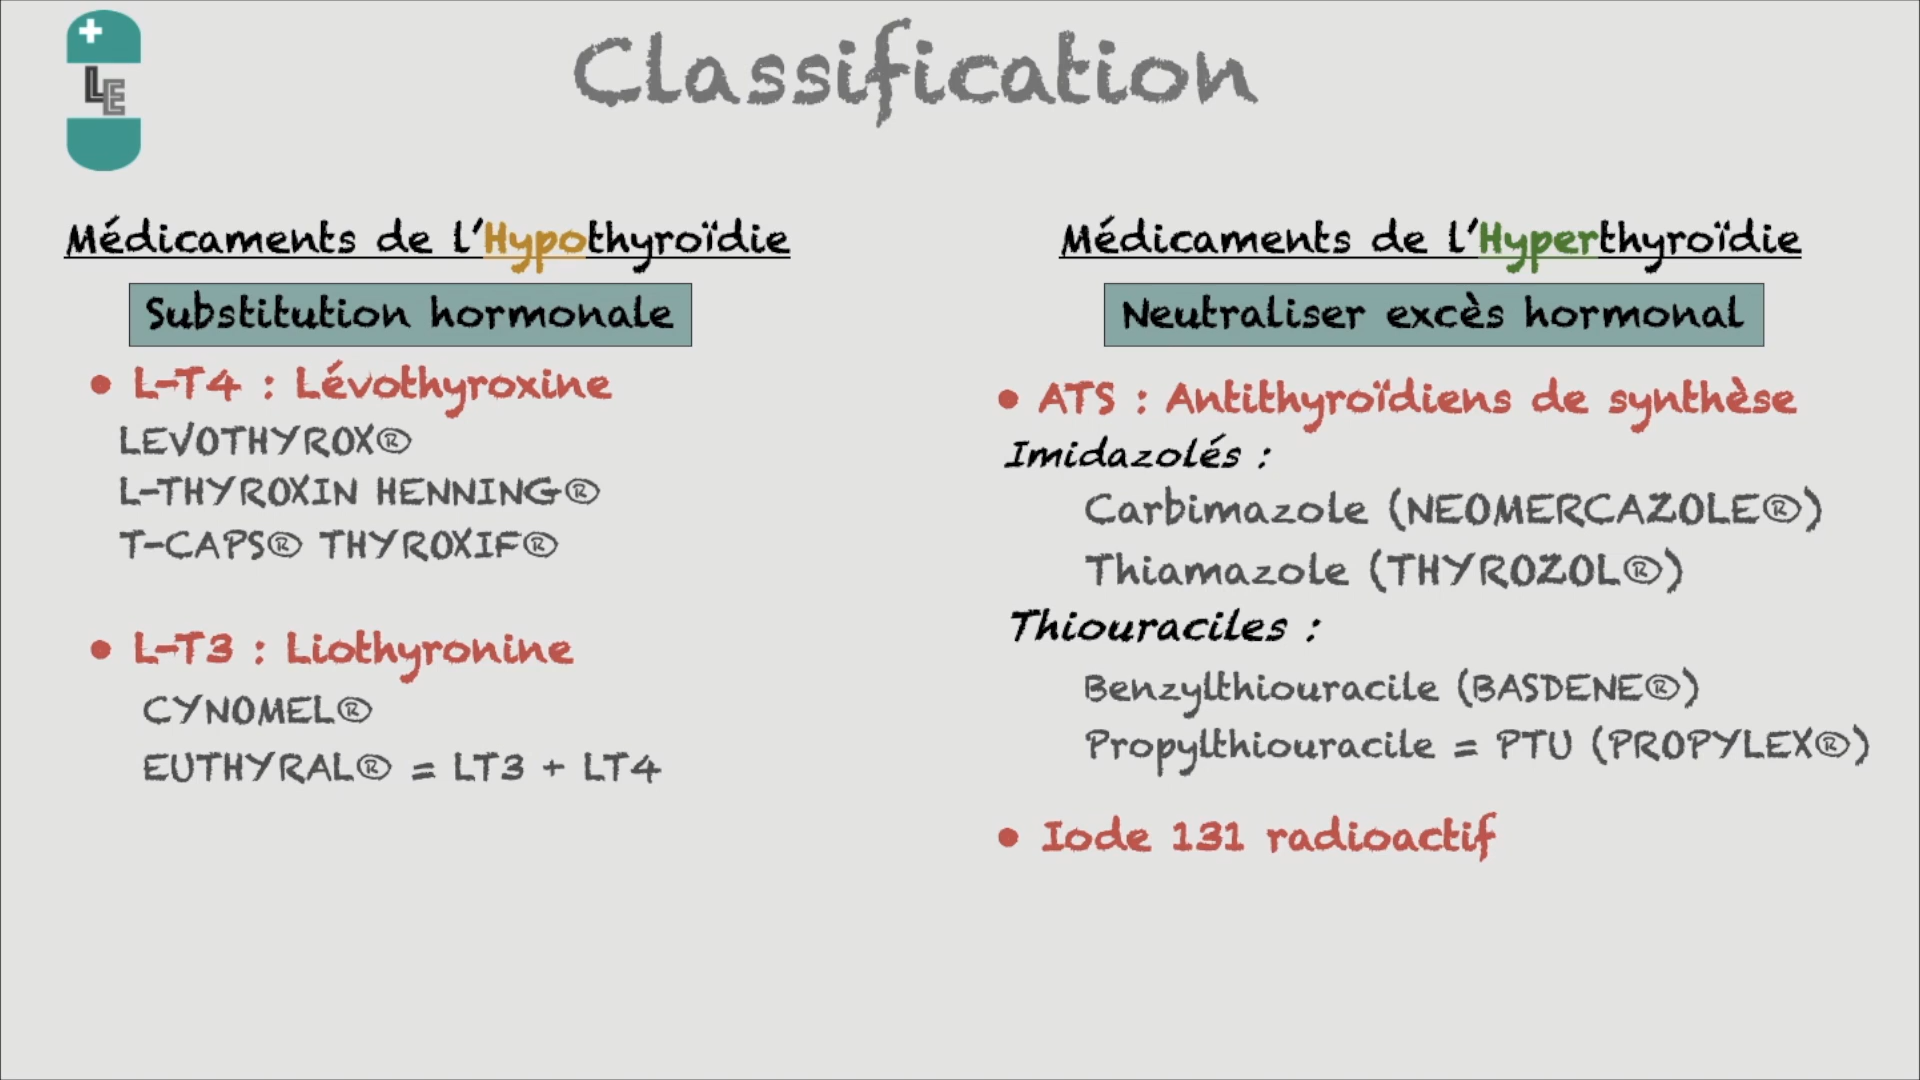 LE
Classification
Médicaments de l'Hypothyroïdie
Substitution hormonale
• L-T4 : Lévothyroxine
LEVOTHYROX®
L-THYROXIN HENNING®
T-CAPS® THYROXIF®
• L-T3 : Liothyronine
CYNOMEL®
EUTHYRAL® = LT3 + LT4
Médicaments de l'Hyperthyroïdie
Neutraliser excès hormonal
• ATS : Antithyroïdiens de synthèse
Imidazolés :
Carbimazole (NEOMERCAZOLE®)
Thiamazole (THYROZOL®)
Thiouraciles :
Benzylthiouracile (BASDENE®)
Propylthiouracile = PTU (PROPYLEX®)
• Iode 131 radioactif